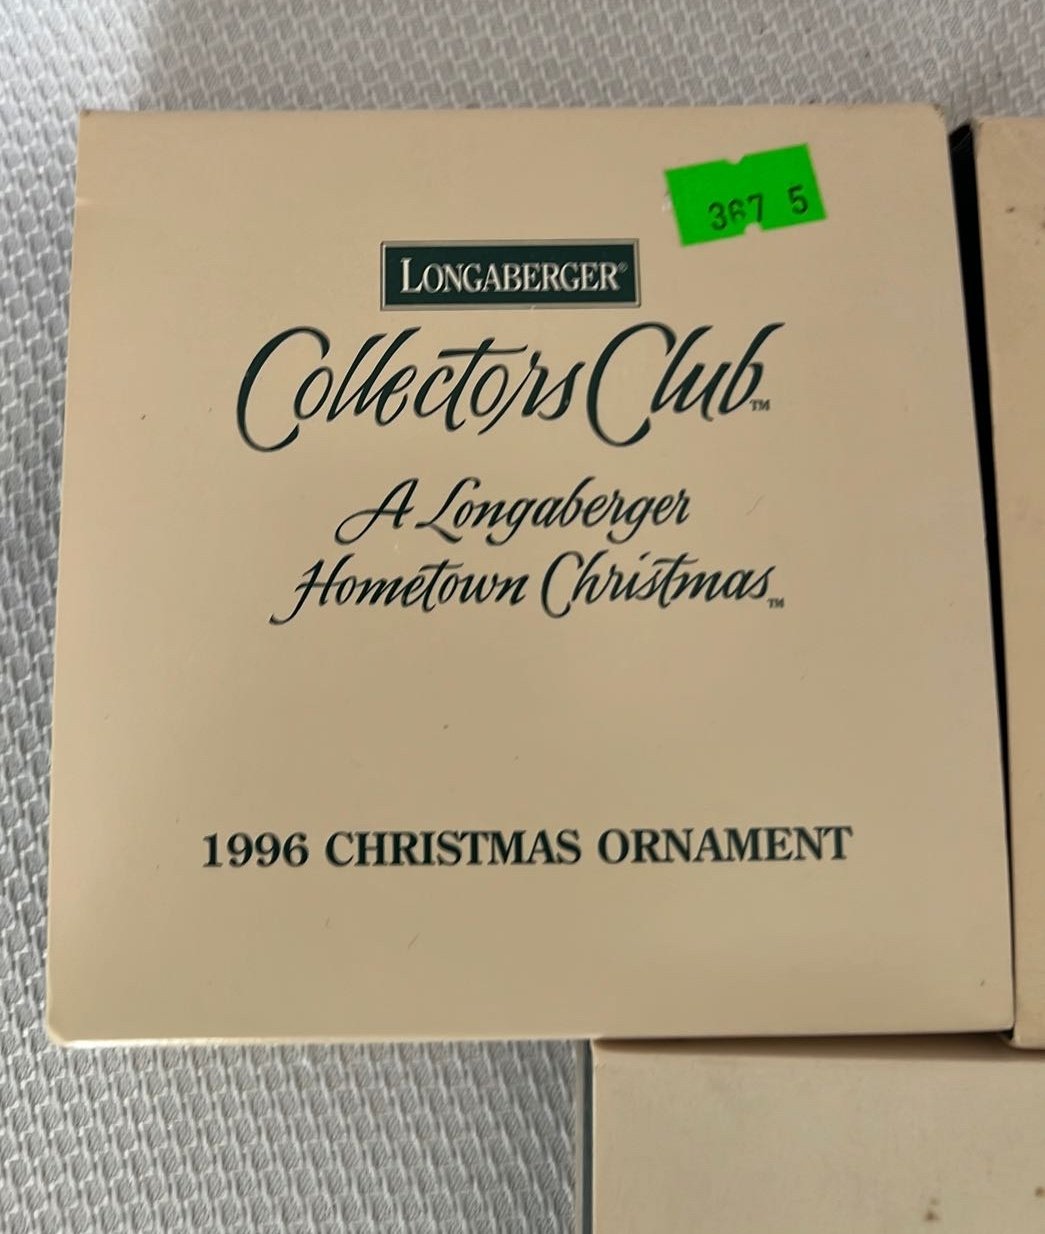 367 5
LONGABERGER®
Collectors Club™
A Longaberger
Hometown Christmas™
1996 CHRISTMAS ORNAMENT